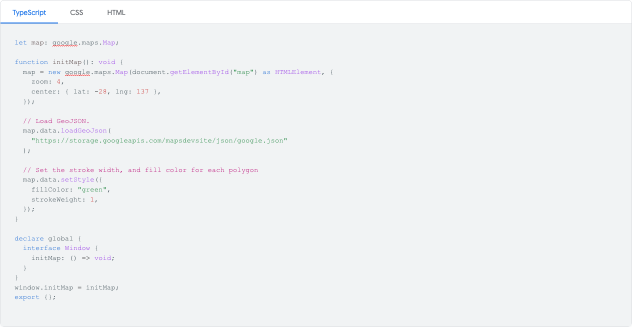 TypeScript CSS HTML
let map: google.maps.Map;
function initMap(): void {
  map = new google.maps.Map(document.getElementById("map") as HTMLElement, {
    zoom: 4,
    center: { lat: -28, lng: 137 },
  });
  // Load GeoJSON.
  map.data.loadGeoJson(
    "https://storage.googleapis.com/mapsdevsite/json/google.json"
  );
  // Set the stroke width, and fill color for each polygon
  map.data.setStyle({
    fillColor: "green",
    strokeWeight: 1,
  });
}
declare global {
  interface Window {
    initMap: () => void;
  }
}
window.initMap = initMap;
export {};